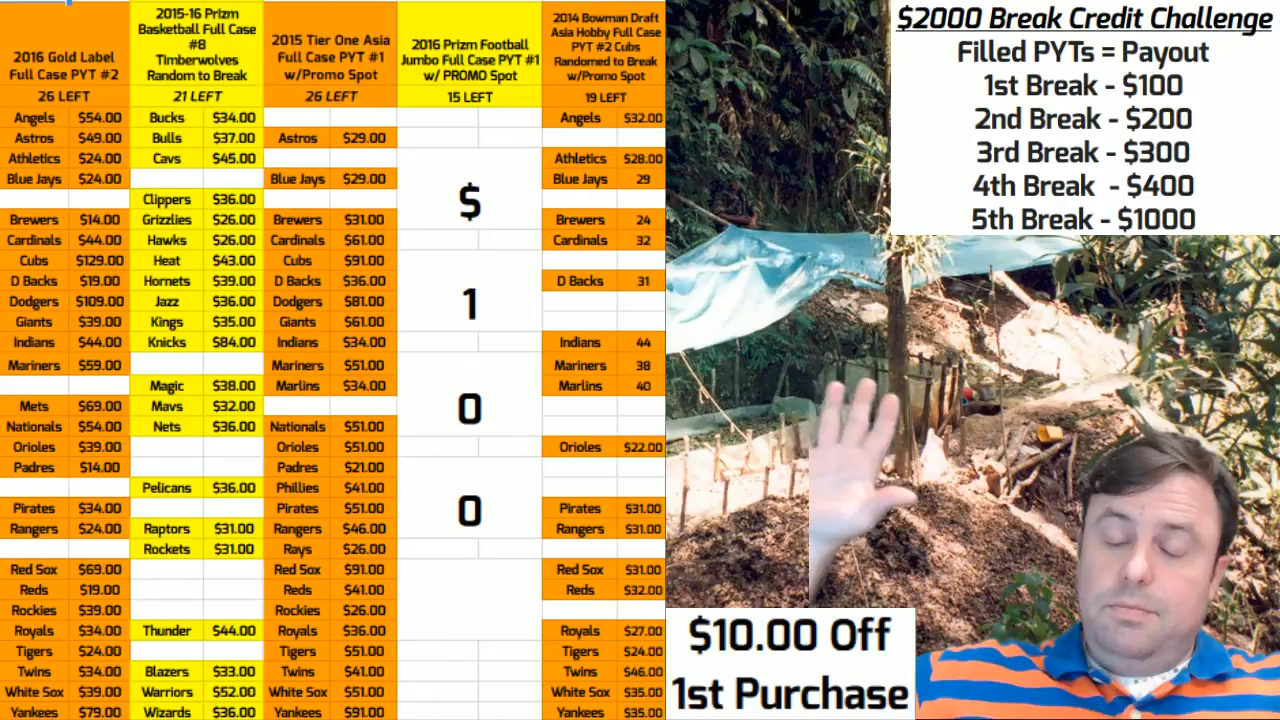 2016 Gold Label
Full Case PYT #2
26 LEFT
Angels $54.00
Astros $49.00
Athletics $24.00
Blue Jays $24.00
Brewers $14.00
Cardinals $44.00
Cubs $129.00
D Backs $19.00
Dodgers $109.00
Giants $39.00
Indians $44.00
Mariners $59.00
Mets $69.00
Nationals $54.00
Orioles $39.00
Padres $14.00
Pirates $34.00
Rangers $24.00
Red Sox $69.00
Reds $19.00
Rockies $39.00
Royals $34.00
Tigers $24.00
Twins $34.00
White Sox $39.00
Yankees $79.00
2015-16 Prizm
Basketball Full Case
#8
Timberwolves
Random to Break
21 LEFT
Bucks $34.00
Bulls $37.00
Cavs $45.00
Clippers $36.00
Grizzlies $26.00
Hawks $26.00
Heat $43.00
Hornets $39.00
Jazz $36.00
Kings $35.00
Knicks $84.00
Magic $38.00
Mavs $32.00
Nets $36.00
Pelicans $36.00
Raptors $31.00
Rockets $31.00
Thunder $44.00
Blazers $33.00
Warriors $52.00
Wizards $36.00
2015 Tier One Asia
Full Case PYT #1
w/Promo Spot
26 LEFT
Astros $29.00
Blue Jays $29.00
Brewers $31.00
Cardinals $61.00
Cubs $91.00
D Backs $36.00
Dodgers $81.00
Giants $61.00
Indians $34.00
Mariners $51.00
Marlins $34.00
Nationals $51.00
Orioles $51.00
Padres $21.00
Phillies $41.00
Pirates $51.00
Rangers $46.00
Rays $26.00
Red Sox $91.00
Reds $41.00
Rockies $26.00
Royals $36.00
Tigers $51.00
Twins $41.00
White Sox $51.00
Yankees $91.00
2016 Prizm Football
Jumbo Full Case PYT #1
w/ PROMO Spot
15 LEFT
$
1
0
0
2014 Bowman Draft
Asia Hobby Full Case
PYT #2 Cubs
Randomed to Break
w/Promo Spot
19 LEFT
Angels $32.00
Athletics $28.00
Blue Jays 29
Brewers 24
Cardinals 32
D Backs 31
Indians 44
Mariners 38
Marlins 40
Orioles $22.00
Pirates $31.00
Rangers $31.00
Red Sox $31.00
Reds $32.00
Royals $27.00
Tigers $24.00
Twins $46.00
White Sox $35.00
Yankees $35.00
$2000 Break Credit Challenge
Filled PYTs = Payout
1st Break - $100
2nd Break - $200
3rd Break - $300
4th Break - $400
5th Break - $1000
$10.00 Off
1st Purchase